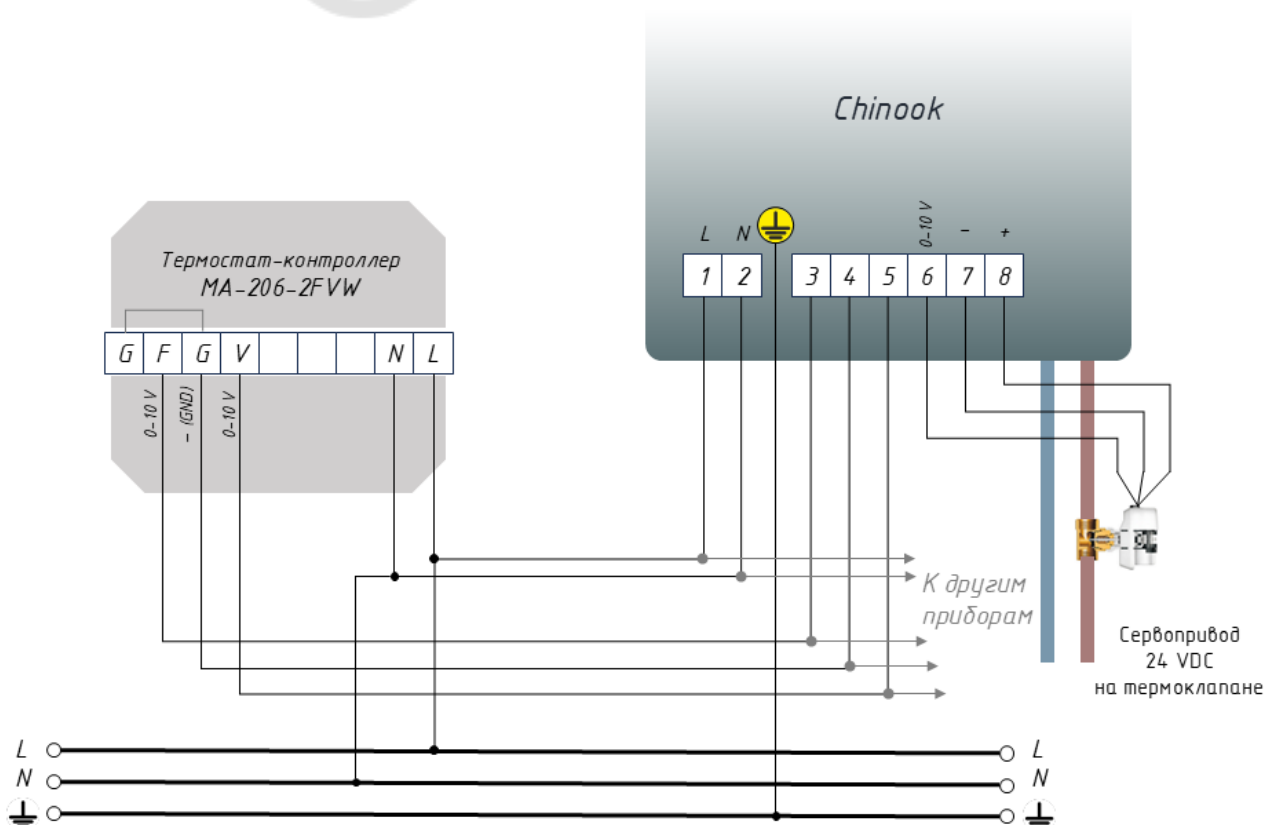 Chinook
L N 0-10 V - +
1 2 3 4 5 6 7 8
Термостат-контроллер
MA-206-2FVW
G F G V N L
0-10 V - (GND) 0-10 V
К другим
приборам
Сервопривод
24 VDC
на термоклапане
L L
N N